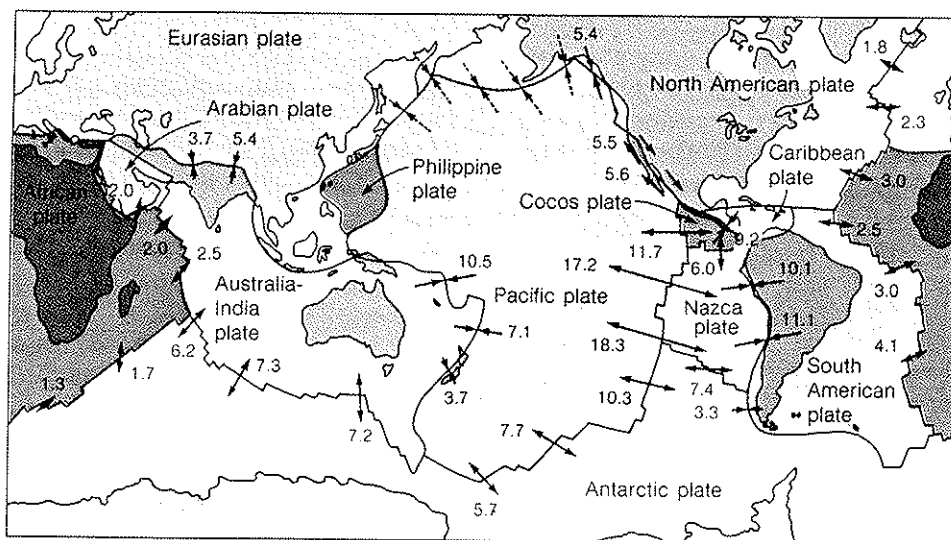 Eurasian plate
5.4
1.8
North American plate
Arabian plate
3.7
5.4
2.3
5.5
Caribbean
plate
Philippine
plate
5.6
African
plate
2.0
3.0
Cocos plate
2.0
2.5
2.5
9.2
11.7
6.0
10.5
17.2
10.1
Australia-
India
plate
Pacific plate
Nazca
plate
3.0
7.1
11.1
6.2
18.3
4.1
7.3
1.7
1.3
3.7
10.3
7.4
South
American
plate
3.3
7.2
7.7
5.7
Antarctic plate